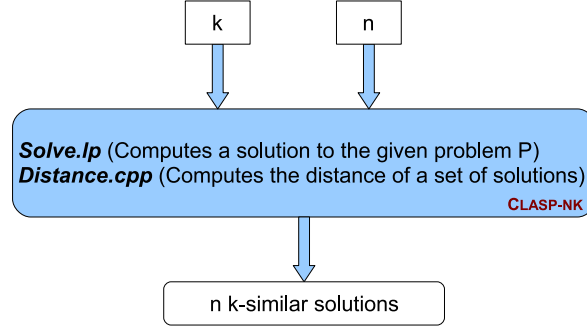 k
n
Solve.lp (Computes a solution to the given problem P)
Distance.cpp (Computes the distance of a set of solutions)
CLASP-NK
n k-similar solutions